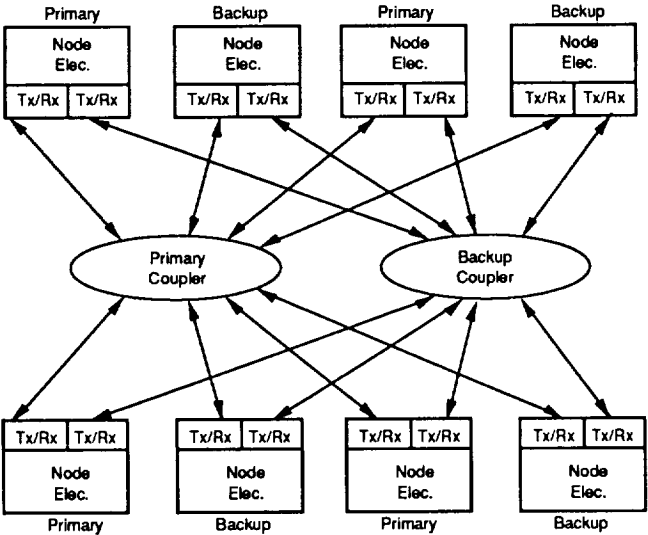 Primary Backup Primary Backup
Node Node Node Node
Elec. Elec. Elec. Elec.
Tx/Rx Tx/Rx Tx/Rx Tx/Rx Tx/Rx Tx/Rx Tx/Rx Tx/Rx
Primary Backup
Coupler Coupler
Tx/Rx Tx/Rx Tx/Rx Tx/Rx Tx/Rx Tx/Rx Tx/Rx Tx/Rx
Node Node Node Node
Elec. Elec. Elec. Elec.
Primary Backup Primary Backup